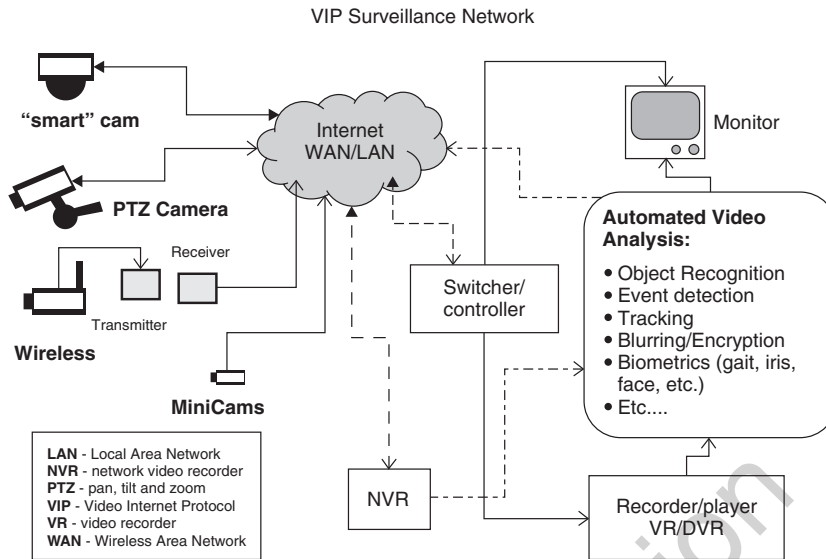 VIP Surveillance Network
"smart" cam
Internet
WAN/LAN
Monitor
PTZ Camera
Receiver
Transmitter
Wireless
MiniCams
Switcher/
controller
Automated Video
Analysis:
• Object Recognition
• Event detection
• Tracking
• Blurring/Encryption
• Biometrics (gait, iris,
face, etc.)
• Etc....
LAN - Local Area Network
NVR - network video recorder
PTZ - pan, tilt and zoom
VIP - Video Internet Protocol
VR - video recorder
WAN - Wireless Area Network
NVR
Recorder/player
VR/DVR